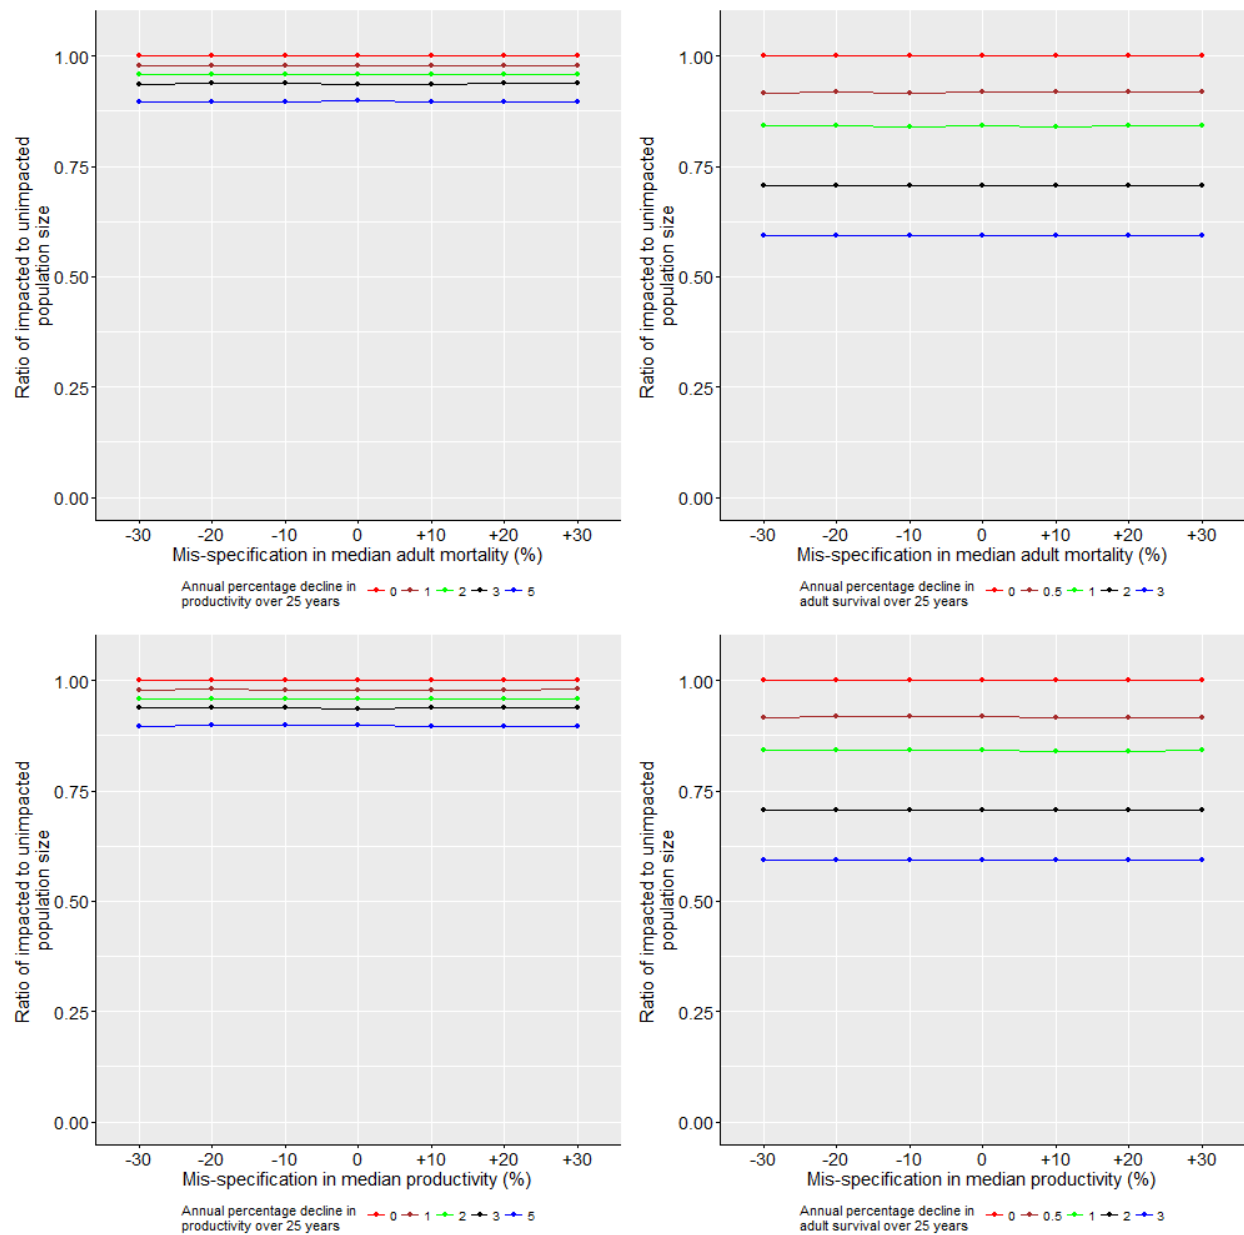 Ratio of impacted to unimpacted
population size
1.00
0.75
0.50
0.25
0.00
-30 -20 -10 0 +10 +20 +30
Mis-specification in median adult mortality (%)
Annual percentage decline in
productivity over 25 years 0 1 2 3 5
Ratio of impacted to unimpacted
population size
1.00
0.75
0.50
0.25
0.00
-30 -20 -10 0 +10 +20 +30
Mis-specification in median adult mortality (%)
Annual percentage decline in
adult survival over 25 years 0 0.5 1 2 3
Ratio of impacted to unimpacted
population size
1.00
0.75
0.50
0.25
0.00
-30 -20 -10 0 +10 +20 +30
Mis-specification in median productivity (%)
Annual percentage decline in
productivity over 25 years 0 1 2 3 5
Ratio of impacted to unimpacted
population size
1.00
0.75
0.50
0.25
0.00
-30 -20 -10 0 +10 +20 +30
Mis-specification in median productivity (%)
Annual percentage decline in
adult survival over 25 years 0 0.5 1 2 3